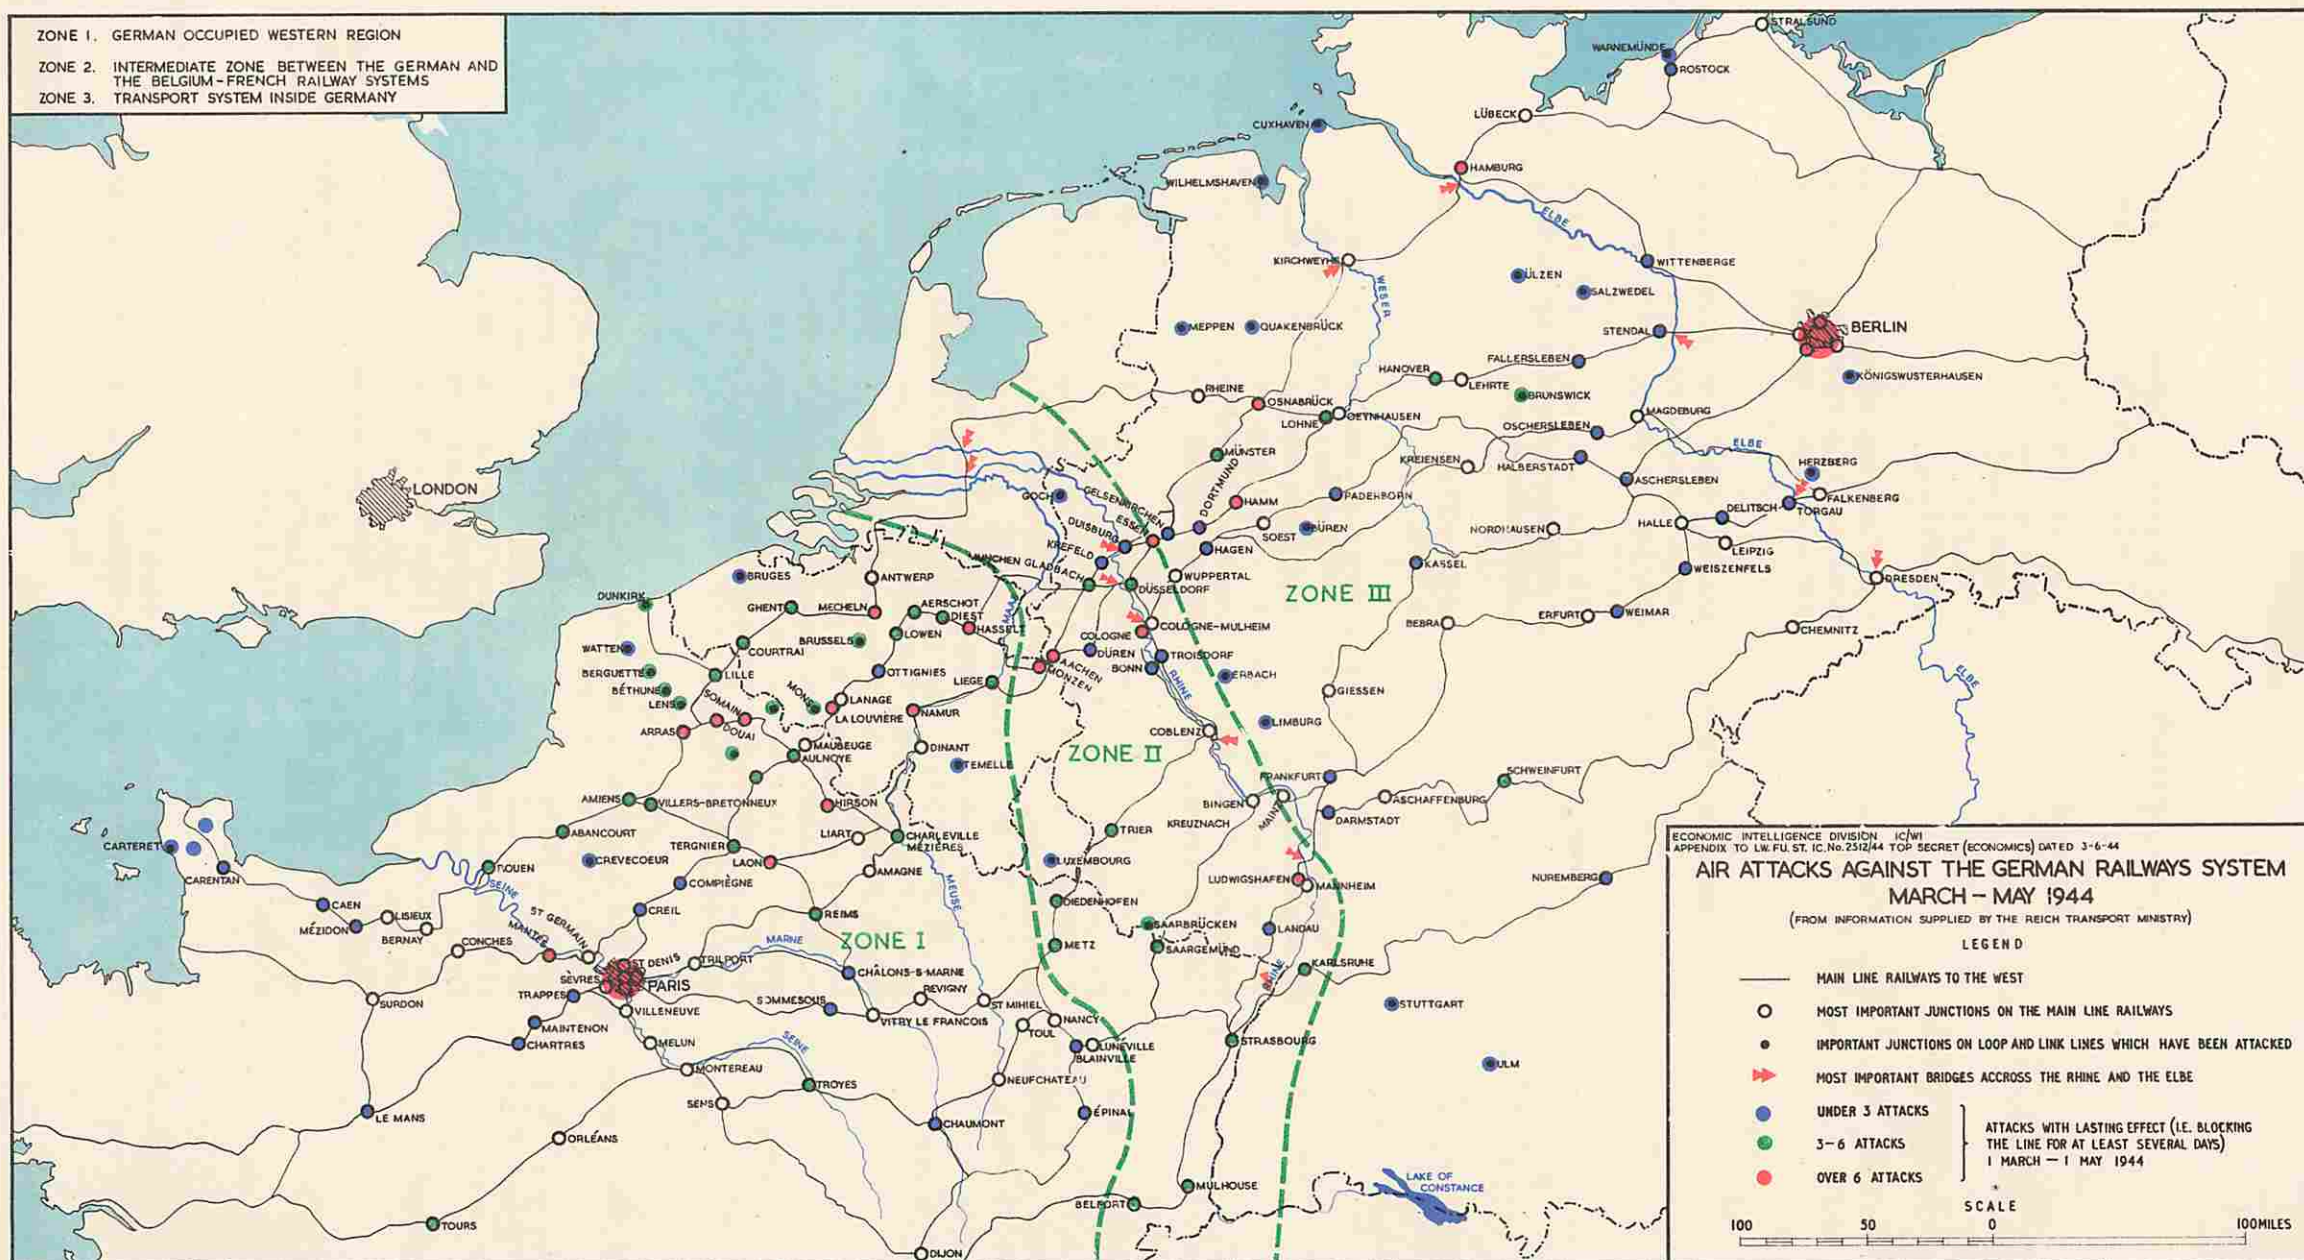 ZONE 1. GERMAN OCCUPIED WESTERN REGION
ZONE 2. INTERMEDIATE ZONE BETWEEN THE GERMAN AND
THE BELGIUM-FRENCH RAILWAY SYSTEMS
ZONE 3. TRANSPORT SYSTEM INSIDE GERMANY
STRALSUND
WARNEMÜNDE
ROSTOCK
LÜBECK
CUXHAVEN
HAMBURG
WILHELMSHAVEN
ELBE
KIRCHWEYHE
WITTENBERGE
ÜLZEN
SALZWEDEL
WESER
MEPPEN
QUAKENBRÜCK
STENDAL
BERLIN
FALLERSLEBEN
HANOVER
LEHRTE
KÖNIGSWUSTERHAUSEN
RHEINE
OSNABRÜCK
BRUNSWICK
OEYNHAUSEN
LOHNE
MAGDEBURG
OSCHERSLEBEN
ELBE
MÜNSTER
KREIENSEN
HALBERSTADT
HERZBERG
ASCHERSLEBEN
LONDON
GOCH
GELSENKIRCHEN
DORTMUND
HAMM
PADERBORN
FALKENBERG
DELITSCH
TORGAU
DUISBURG
ESSEN
SOEST
BÜREN
NORDHAUSEN
HALLE
KREFELD
HAGEN
LEIPZIG
MUNCHEN GLADBACH
KASSEL
WEISZENFELS
BRUGES
ANTWERP
WUPPERTAL
DÜSSELDORF
ZONE III
DRESDEN
DUNKIRK
GHENT
MECHELN
AERSCHOT
DIEST
MAAS
HASSELT
ERFURT
WEIMAR
BEBRA
COLOGNE-MULHEIM
COLOGNE
CHEMNITZ
LOWEN
BRUSSELS
COURTRAI
WATTEN
DÜREN
TROISDORF
AACHEN
MONZEN
BONN
RHINE
BERGUETTE
LILLE
OTTIGNIES
LIEGE
ERBACH
ELBE
BÉTHUNE
LENS
SOMAIN
MONS
LANAGE
LA LOUVIÈRE
NAMUR
GIESSEN
LIMBURG
ARRAS
DOUAI
COBLENZ
MAUBEUGE
AULNOYE
DINANT
ZONE II
TEMELLE
FRANKFURT
SCHWEINFURT
AMIENS
VILLERS-BRETONNEUX
HIRSON
BINGEN
MAINZ
ASCHAFFENBURG
KREUZNACH
DARMSTADT
ABANCOURT
LIART
CHARLEVILLE
MÉZIÈRES
TRIER
CARTERET
TERGNIER
CREVECOEUR
LAON
LUXEMBOURG
ROUEN
CARENTAN
AMAGNE
COMPIÈGNE
MEUSE
LUDWIGSHAFEN
MANNHEIM
NUREMBERG
SEINE
CAEN
LISIEUX
MÉZIDON
BERNAY
ST GERMAIN
CREIL
REIMS
DIEDENHOFEN
SAARBRÜCKEN
LANDAU
MANTES
CONCHES
MARNE
ZONE I
METZ
SAARGEMÜND
ST DENIS
TRILPORT
SÈVRES
PARIS
CHÂLONS-S-MARNE
KARLSRUHE
RHINE
TRAPPES
SURDON
VILLENEUVE
SOMMESOUS
REVIGNY
ST MIHIEL
STUTTGART
VITRY LE FRANCOIS
TOUL
NANCY
MAINTENON
CHARTRES
MELUN
SEINE
LUNEVILLE
BLAINVILLE
STRASBOURG
ULM
MONTEREAU
TROYES
NEUFCHATEAU
SENS
LE MANS
CHAUMONT
ÉPINAL
ORLÉANS
LAKE OF
CONSTANCE
MULHOUSE
BELFORT
TOURS
DIJON
ECONOMIC INTELLIGENCE DIVISION IC/WI
APPENDIX TO LW. FU. ST. IC. No. 2512/44 TOP SECRET (ECONOMICS) DATED 3-6-44
AIR ATTACKS AGAINST THE GERMAN RAILWAYS SYSTEM
MARCH - MAY 1944
(FROM INFORMATION SUPPLIED BY THE REICH TRANSPORT MINISTRY)
LEGEND
MAIN LINE RAILWAYS TO THE WEST
MOST IMPORTANT JUNCTIONS ON THE MAIN LINE RAILWAYS
IMPORTANT JUNCTIONS ON LOOP AND LINK LINES WHICH HAVE BEEN ATTACKED
MOST IMPORTANT BRIDGES ACCROSS THE RHINE AND THE ELBE
UNDER 3 ATTACKS
3-6 ATTACKS
OVER 6 ATTACKS
ATTACKS WITH LASTING EFFECT (I.E. BLOCKING
THE LINE FOR AT LEAST SEVERAL DAYS)
1 MARCH - 1 MAY 1944
SCALE
100 50 0 100 MILES